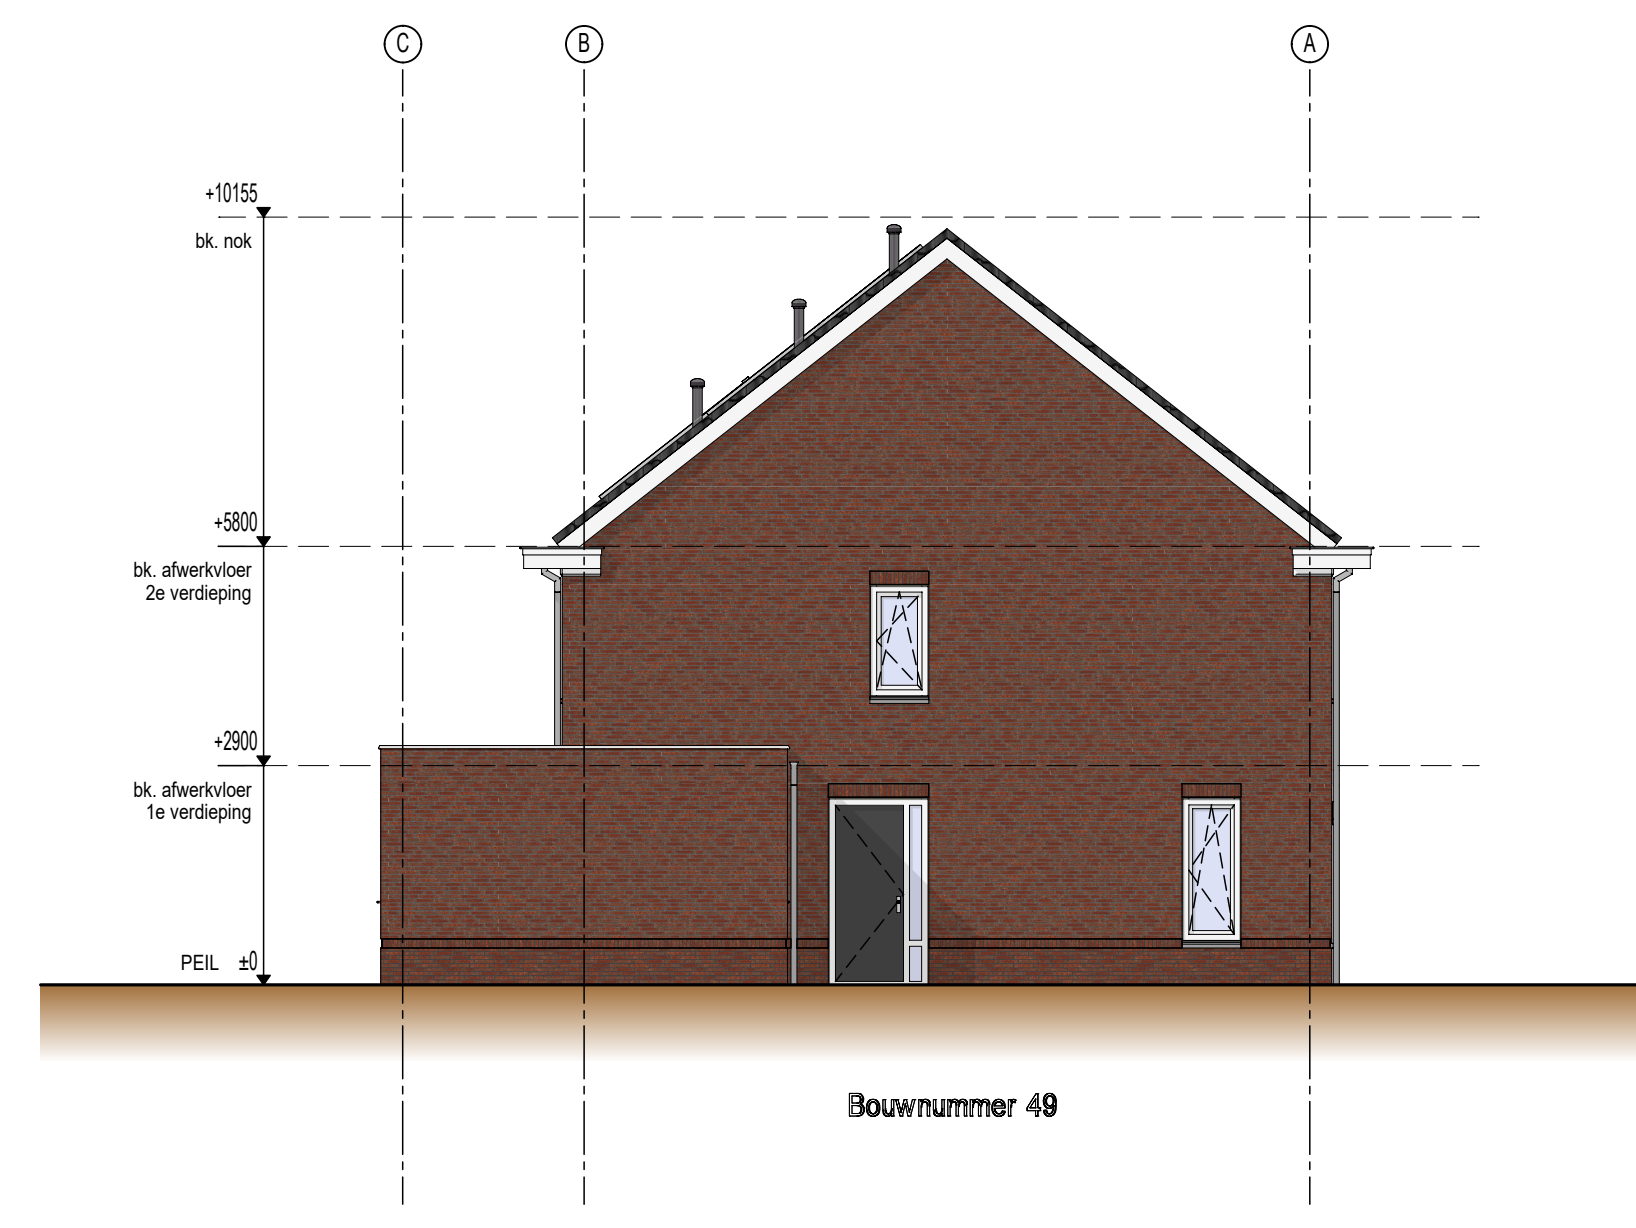 C B A
+10155
bk. nok
+5800
bk. afwerkvloer
2e verdieping
+2900
bk. afwerkvloer
1e verdieping
PEIL ±0
Bouwnummer 49